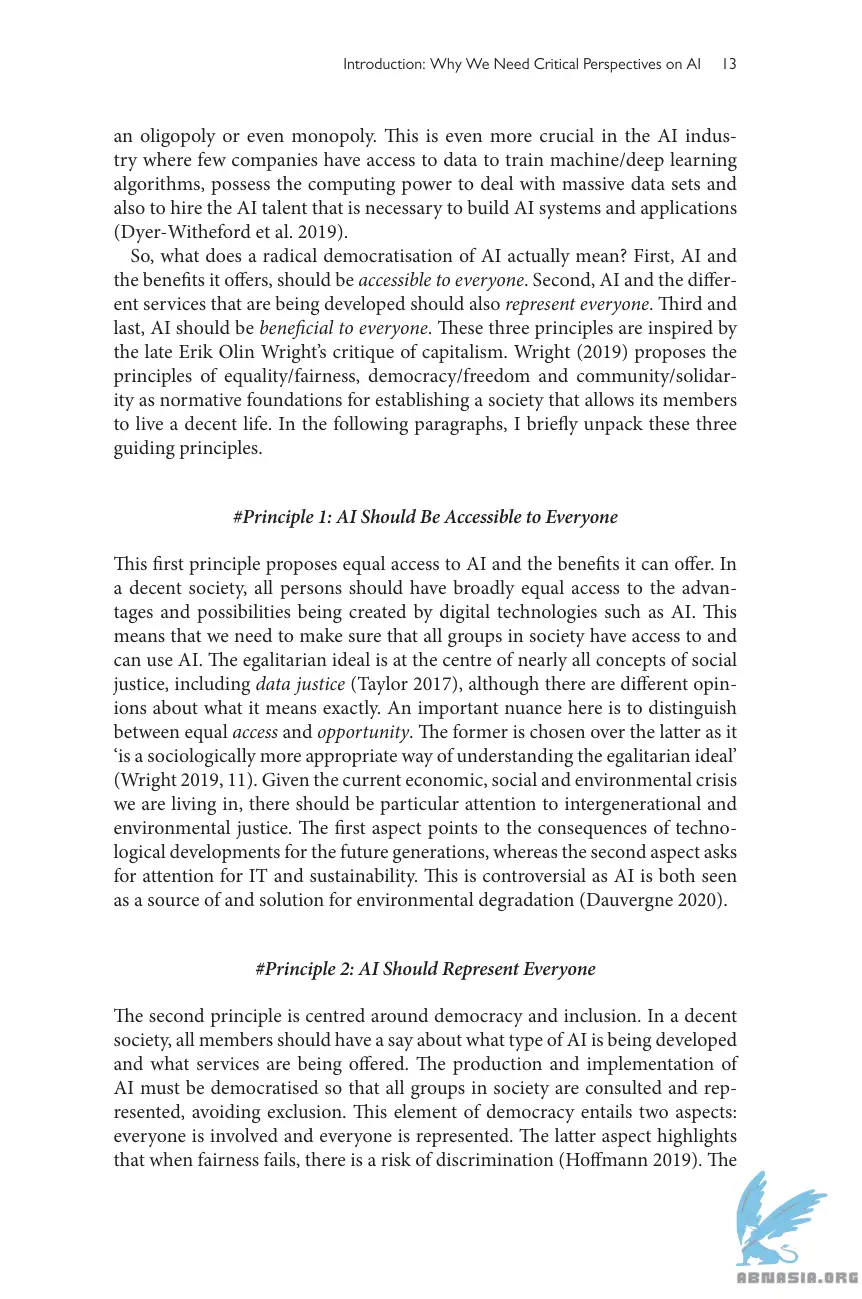 Introduction: Why We Need Critical Perspectives on AI 13
an oligopoly or even monopoly. This is even more crucial in the AI indus-
try where few companies have access to data to train machine/deep learning
algorithms, possess the computing power to deal with massive data sets and
also to hire the AI talent that is necessary to build AI systems and applications
(Dyer-Witheford et al. 2019).
So, what does a radical democratisation of AI actually mean? First, AI and
the benefits it offers, should be accessible to everyone. Second, AI and the differ-
ent services that are being developed should also represent everyone. Third and
last, AI should be beneficial to everyone. These three principles are inspired by
the late Erik Olin Wright’s critique of capitalism. Wright (2019) proposes the
principles of equality/fairness, democracy/freedom and community/solidar-
ity as normative foundations for establishing a society that allows its members
to live a decent life. In the following paragraphs, I briefly unpack these three
guiding principles.
#Principle 1: AI Should Be Accessible to Everyone
This first principle proposes equal access to AI and the benefits it can offer. In
a decent society, all persons should have broadly equal access to the advan-
tages and possibilities being created by digital technologies such as AI. This
means that we need to make sure that all groups in society have access to and
can use AI. The egalitarian ideal is at the centre of nearly all concepts of social
justice, including data justice (Taylor 2017), although there are different opin-
ions about what it means exactly. An important nuance here is to distinguish
between equal access and opportunity. The former is chosen over the latter as it
‘is a sociologically more appropriate way of understanding the egalitarian ideal’
(Wright 2019, 11). Given the current economic, social and environmental crisis
we are living in, there should be particular attention to intergenerational and
environmental justice. The first aspect points to the consequences of techno-
logical developments for the future generations, whereas the second aspect asks
for attention for IT and sustainability. This is controversial as AI is both seen
as a source of and solution for environmental degradation (Dauvergne 2020).
#Principle 2: AI Should Represent Everyone
The second principle is centred around democracy and inclusion. In a decent
society, all members should have a say about what type of AI is being developed
and what services are being offered. The production and implementation of
AI must be democratised so that all groups in society are consulted and rep-
resented, avoiding exclusion. This element of democracy entails two aspects:
everyone is involved and everyone is represented. The latter aspect highlights
that when fairness fails, there is a risk of discrimination (Hoffmann 2019). The
ABNASIA.ORG